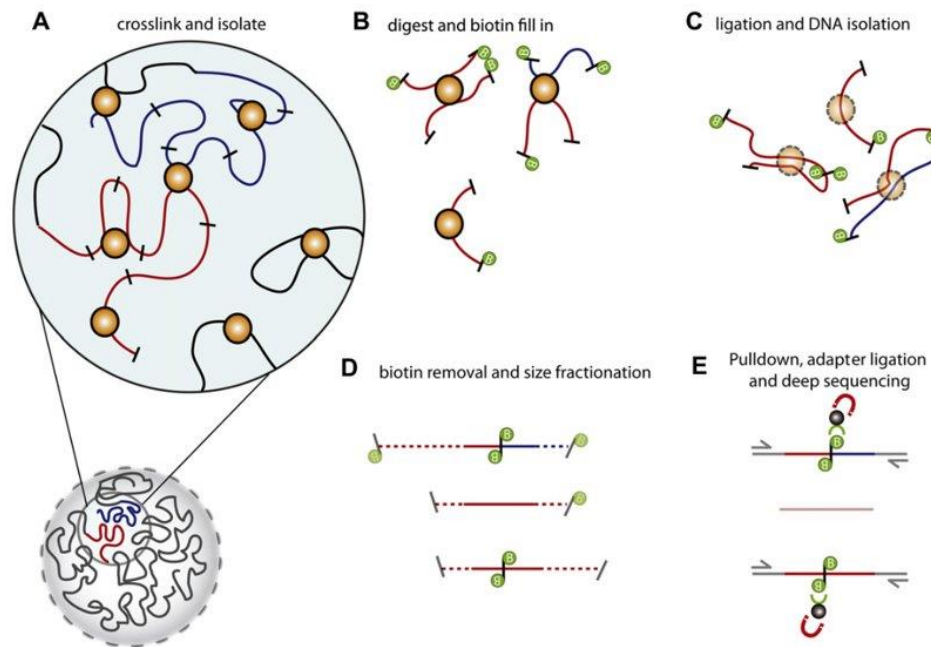 A crosslink and isolate
B digest and biotin fill in
B
B
B
B
B
B
B
C ligation and DNA isolation
B
B
B
B
B
D biotin removal and size fractionation
B
B
B
B
B
B
B
E Pulldown, adapter ligation
and deep sequencing
B
B
B
B